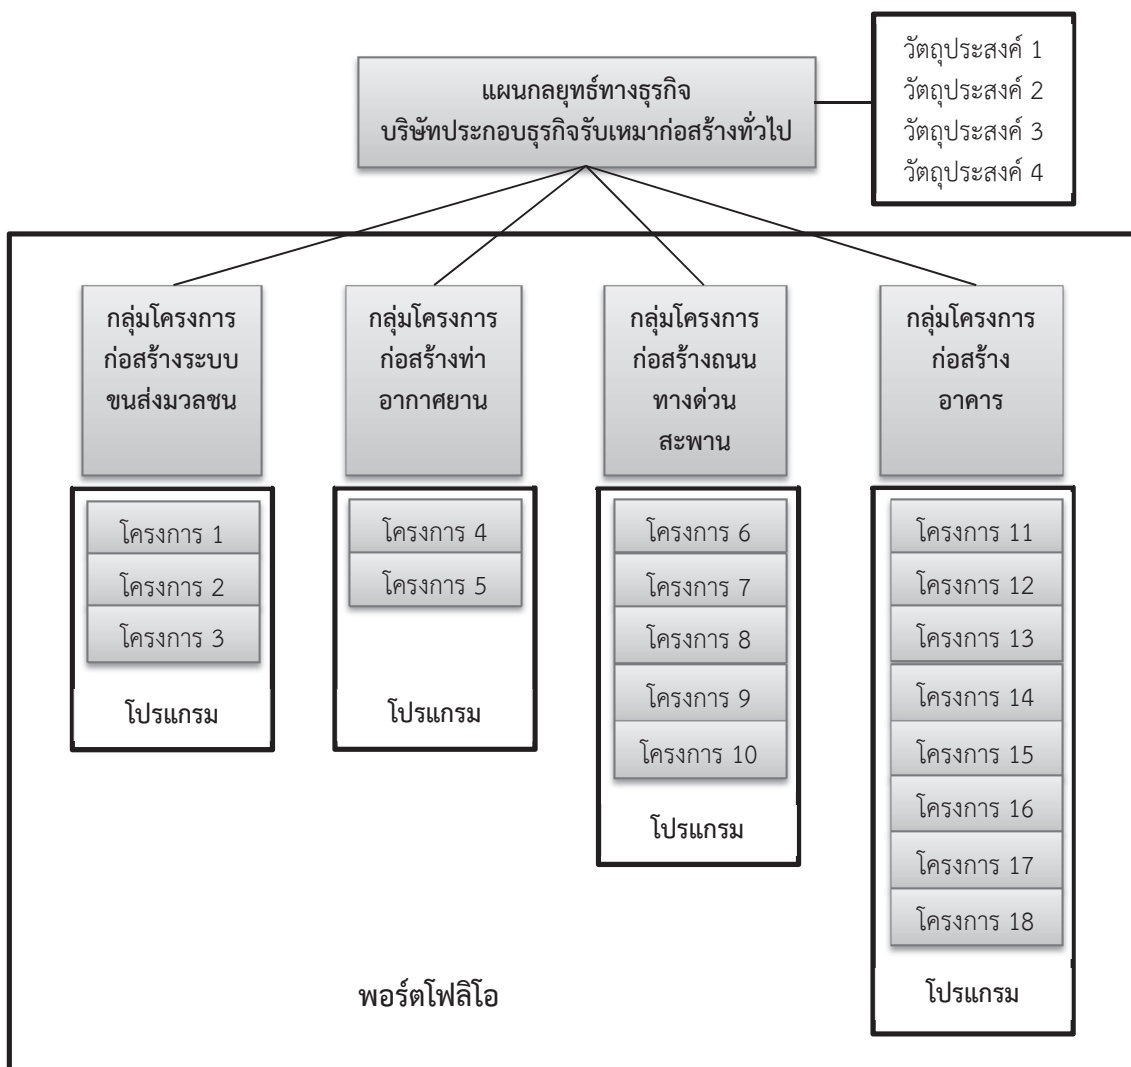 แผนกลยุทธ์ทางธุรกิจ
บริษัทประกอบธุรกิจรับเหมาก่อสร้างทั่วไป
วัตถุประสงค์ 1
วัตถุประสงค์ 2
วัตถุประสงค์ 3
วัตถุประสงค์ 4
กลุ่มโครงการ
ก่อสร้างระบบ
ขนส่งมวลชน
โครงการ 1
โครงการ 2
โครงการ 3
โปรแกรม
กลุ่มโครงการ
ก่อสร้างท่า
อากาศยาน
โครงการ 4
โครงการ 5
โปรแกรม
กลุ่มโครงการ
ก่อสร้างถนน
ทางด่วน
สะพาน
โครงการ 6
โครงการ 7
โครงการ 8
โครงการ 9
โครงการ 10
โปรแกรม
กลุ่มโครงการ
ก่อสร้าง
อาคาร
โครงการ 11
โครงการ 12
โครงการ 13
โครงการ 14
โครงการ 15
โครงการ 16
โครงการ 17
โครงการ 18
โปรแกรม
พอร์ตโฟลิโอ